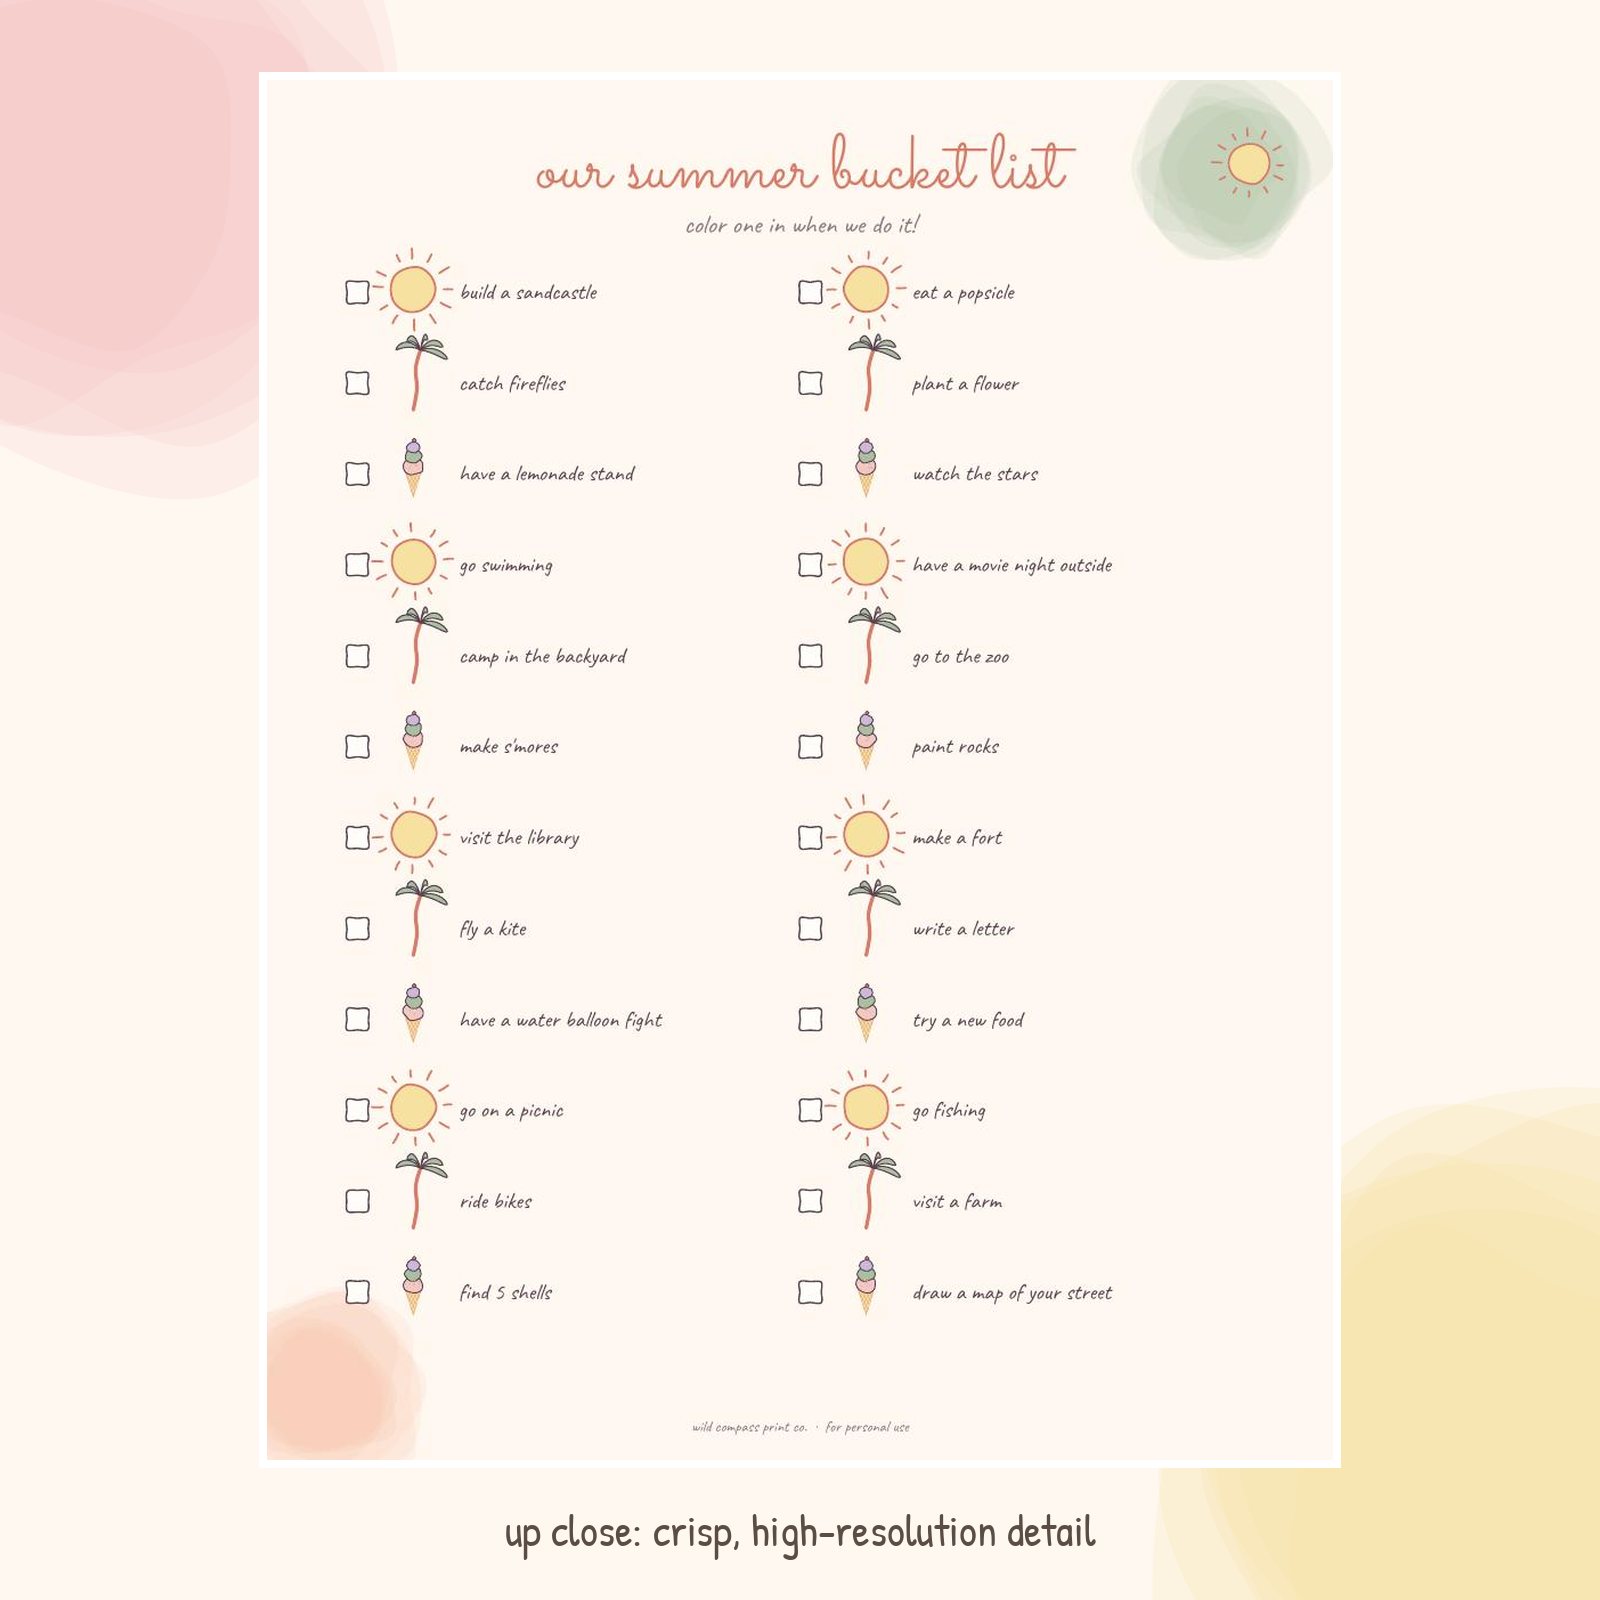 our summer bucket list
color one in when we do it!
build a sandcastle
catch fireflies
have a lemonade stand
go swimming
camp in the backyard
make s'mores
visit the library
fly a kite
have a water balloon fight
go on a picnic
ride bikes
find 5 shells
eat a popsicle
plant a flower
watch the stars
have a movie night outside
go to the zoo
paint rocks
make a fort
write a letter
try a new food
go fishing
visit a farm
draw a map of your street
wild compass print co. · for personal use
up close: crisp, high-resolution detail